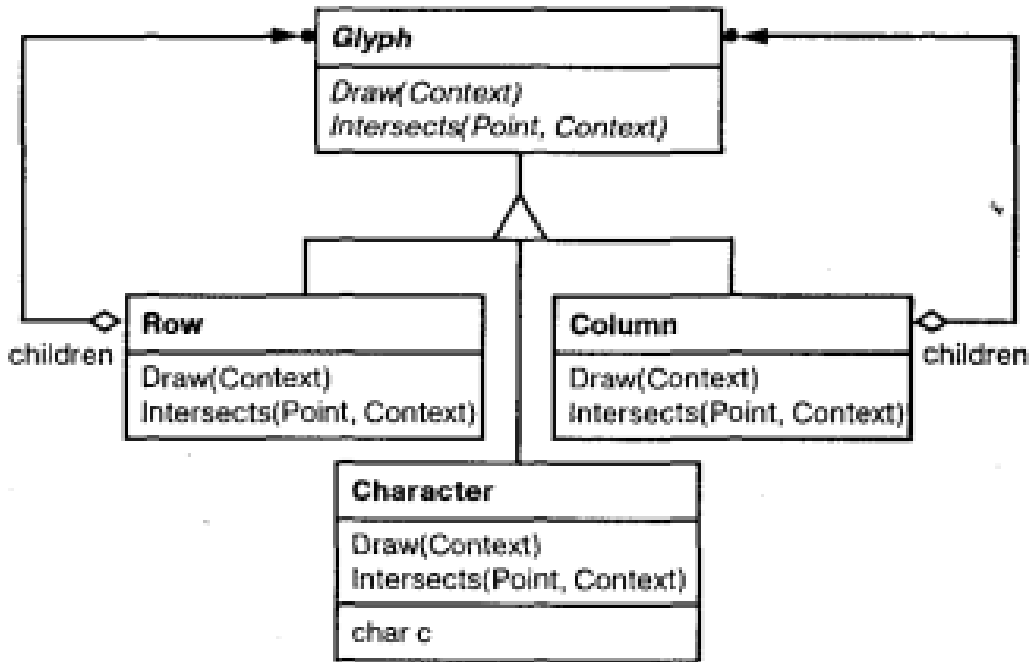 Glyph
Draw(Context)
Intersects(Point, Context)
Row
children
Draw(Context)
Intersects(Point, Context)
Column
children
Draw(Context)
Intersects(Point, Context)
Character
Draw(Context)
Intersects(Point, Context)
char c